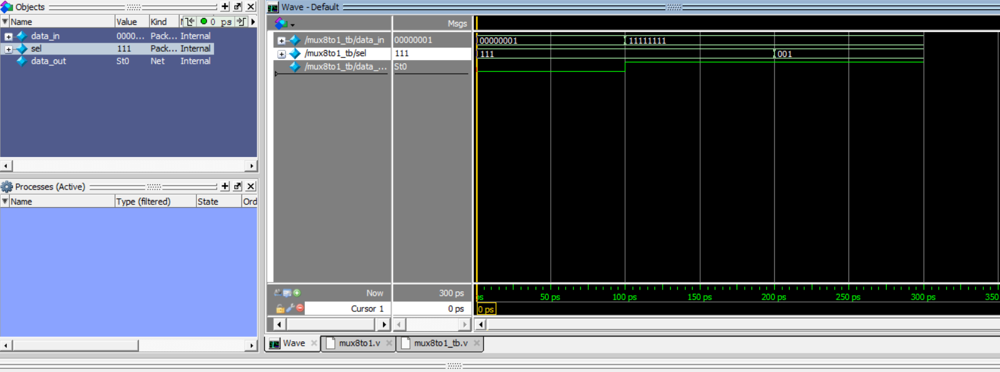 Objects
Name Value Kind 0 ps
data_in 0000... Pack... Internal
sel 111 Pack... Internal
data_out St0 Net Internal
Processes (Active)
Name Type (filtered) State Ord
Wave - Default
Msgs
/mux8to1_tb/data_in 00000001 00000001 11111111
/mux8to1_tb/sel 111 111 001
/mux8to1_tb/data_... St0
Now 300 ps
ps 50 ps 100 ps 150 ps 200 ps 250 ps 300 ps 350
Cursor 1 0 ps 0 ps
Wave mux8to1.v mux8to1_tb.v